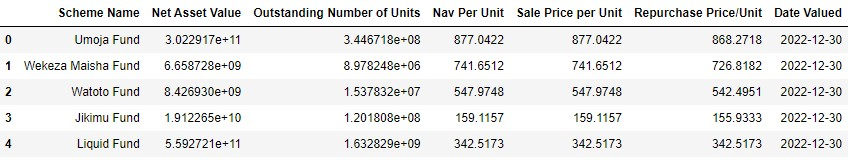 Scheme Name Net Asset Value Outstanding Number of Units Nav Per Unit Sale Price per Unit Repurchase Price/Unit Date Valued
0 Umoja Fund 3.022917e+11 3.446718e+08 877.0422 877.0422 868.2718 2022-12-30
1 Wekeza Maisha Fund 6.658728e+09 8.978248e+06 741.6512 741.6512 726.8182 2022-12-30
2 Watoto Fund 8.426930e+09 1.537832e+07 547.9748 547.9748 542.4951 2022-12-30
3 Jikimu Fund 1.912265e+10 1.201808e+08 159.1157 159.1157 155.9333 2022-12-30
4 Liquid Fund 5.592721e+11 1.632829e+09 342.5173 342.5173 342.5173 2022-12-30